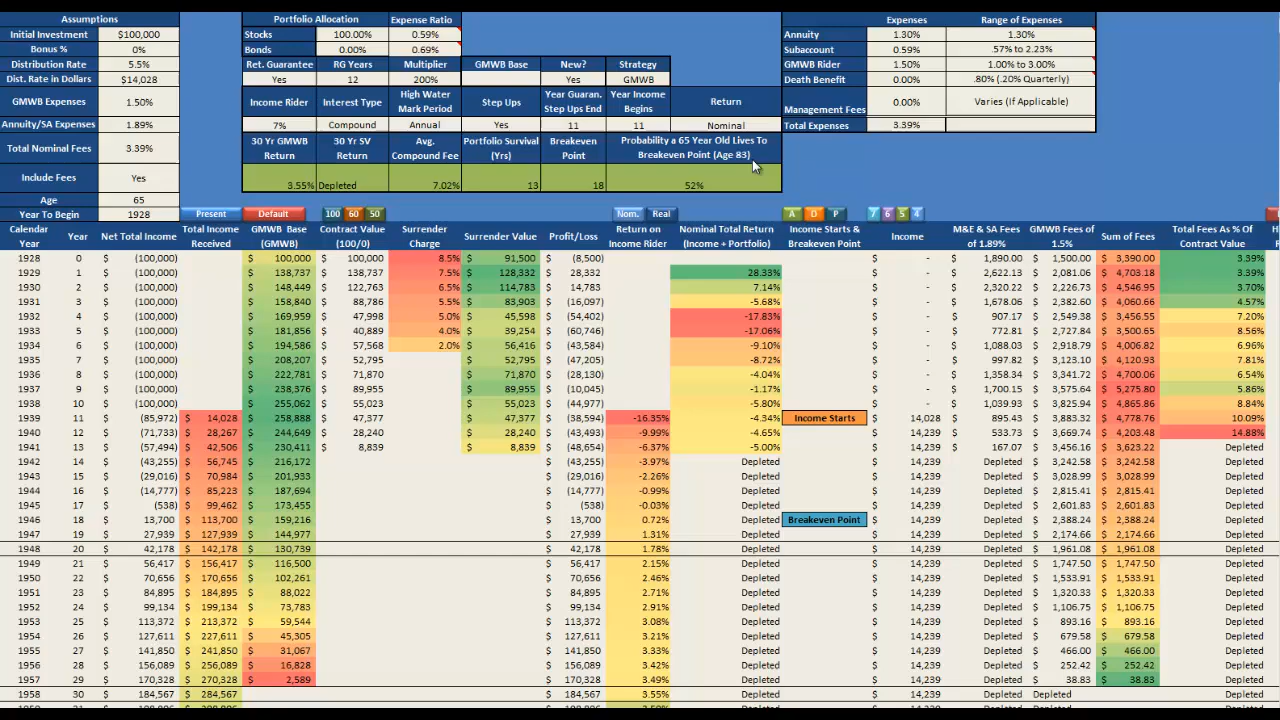 Assumptions Portfolio Allocation Expense Ratio Expenses Range of Expenses
Initial Investment $100,000 Stocks 100.00% 0.59% Annuity 1.30% 1.30%
Bonus % 0% Bonds 0.00% 0.69% Subaccount 0.59% .57% to 2.23%
Distribution Rate 5.5% Ret. Guarantee RG Years Multiplier GMWB Base New? Strategy GMWB Rider 1.50% 1.00% to 3.00%
Dist. Rate in Dollars $14,028 Yes 12 200% Yes GMWB Death Benefit 0.00% .80% (.20% Quarterly)
GMWB Expenses 1.50% Income Rider Interest Type High Water Mark Period Step Ups Year Guaran. Step Ups End Year Income Begins Return Management Fees 0.00% Varies (If Applicable)
Annuity/SA Expenses 1.89% 7% Compound Annual Yes 11 11 Nominal Total Expenses 3.39%
Total Nominal Fees 3.39% 30 Yr GMWB Return 30 Yr SV Return Avg. Compound Fee Portfolio Survival (Yrs) Breakeven Point Probability a 65 Year Old Lives To Breakeven Point (Age 83)
Include Fees Yes 3.55% Depleted 7.02% 13 18 52%
Age 65
Year To Begin 1928 Present Default 100 60 50 Nom. Real A D P 7 6 5 4
Calendar Year Year Net Total Income Total Income Received GMWB Base (GMWB) Contract Value (100/0) Surrender Charge Surrender Value Profit/Loss Return on Income Rider Nominal Total Return (Income + Portfolio) Income Starts & Breakeven Point Income M&E & SA Fees of 1.89% GMWB Fees of 1.5% Sum of Fees Total Fees As % Of Contract Value
1928 0 $ (100,000) $ 100,000 $ 100,000 8.5% $ 91,500 $ (8,500) $ - $ 1,890.00 $ 1,500.00 $ 3,390.00 3.39%
1929 1 $ (100,000) $ 138,737 $ 138,737 7.5% $ 128,332 $ 28,332 28.33% $ - $ 2,622.13 $ 2,081.06 $ 4,703.18 3.39%
1930 2 $ (100,000) $ 148,449 $ 122,763 6.5% $ 114,783 $ 14,783 7.14% $ - $ 2,320.22 $ 2,226.73 $ 4,546.95 3.70%
1931 3 $ (100,000) $ 158,840 $ 88,786 5.5% $ 83,903 $ (16,097) -5.68% $ - $ 1,678.06 $ 2,382.60 $ 4,060.66 4.57%
1932 4 $ (100,000) $ 169,959 $ 47,998 5.0% $ 45,598 $ (54,402) -17.83% $ - $ 907.17 $ 2,549.38 $ 3,456.55 7.20%
1933 5 $ (100,000) $ 181,856 $ 40,889 4.0% $ 39,254 $ (60,746) -17.06% $ - $ 772.81 $ 2,727.84 $ 3,500.65 8.56%
1934 6 $ (100,000) $ 194,586 $ 57,568 2.0% $ 56,416 $ (43,584) -9.10% $ - $ 1,088.03 $ 2,918.79 $ 4,006.82 6.96%
1935 7 $ (100,000) $ 208,207 $ 52,795 $ 52,795 $ (47,205) -8.72% $ - $ 997.82 $ 3,123.10 $ 4,120.93 7.81%
1936 8 $ (100,000) $ 222,781 $ 71,870 $ 71,870 $ (28,130) -4.04% $ - $ 1,358.34 $ 3,341.72 $ 4,700.06 6.54%
1937 9 $ (100,000) $ 238,376 $ 89,955 $ 89,955 $ (10,045) -1.17% $ - $ 1,700.15 $ 3,575.64 $ 5,275.80 5.86%
1938 10 $ (100,000) $ 255,062 $ 55,023 $ 55,023 $ (44,977) -5.80% $ - $ 1,039.93 $ 3,825.94 $ 4,865.86 8.84%
1939 11 $ (85,972) $ 14,028 $ 258,888 $ 47,377 $ 47,377 $ (38,594) -16.35% -4.34% Income Starts $ 14,028 $ 895.43 $ 3,883.32 $ 4,778.76 10.09%
1940 12 $ (71,733) $ 28,267 $ 244,649 $ 28,240 $ 28,240 $ (43,493) -9.99% -4.65% $ 14,239 $ 533.73 $ 3,669.74 $ 4,203.48 14.88%
1941 13 $ (57,494) $ 42,506 $ 230,411 $ 8,839 $ 8,839 $ (48,654) -6.37% -5.00% $ 14,239 $ 167.07 $ 3,456.16 $ 3,623.22 Depleted
1942 14 $ (43,255) $ 56,745 $ 216,172 $ (43,255) -3.97% Depleted $ 14,239 Depleted $ 3,242.58 $ 3,242.58 Depleted
1943 15 $ (29,016) $ 70,984 $ 201,933 $ (29,016) -2.26% Depleted $ 14,239 Depleted $ 3,028.99 $ 3,028.99 Depleted
1944 16 $ (14,777) $ 85,223 $ 187,694 $ (14,777) -0.99% Depleted $ 14,239 Depleted $ 2,815.41 $ 2,815.41 Depleted
1945 17 $ (538) $ 99,462 $ 173,455 $ (538) -0.03% Depleted $ 14,239 Depleted $ 2,601.83 $ 2,601.83 Depleted
1946 18 $ 13,700 $ 113,700 $ 159,216 $ 13,700 0.72% Depleted Breakeven Point $ 14,239 Depleted $ 2,388.24 $ 2,388.24 Depleted
1947 19 $ 27,939 $ 127,939 $ 144,977 $ 27,939 1.31% Depleted $ 14,239 Depleted $ 2,174.66 $ 2,174.66 Depleted
1948 20 $ 42,178 $ 142,178 $ 130,739 $ 42,178 1.78% Depleted $ 14,239 Depleted $ 1,961.08 $ 1,961.08 Depleted
1949 21 $ 56,417 $ 156,417 $ 116,500 $ 56,417 2.15% Depleted $ 14,239 Depleted $ 1,747.50 $ 1,747.50 Depleted
1950 22 $ 70,656 $ 170,656 $ 102,261 $ 70,656 2.46% Depleted $ 14,239 Depleted $ 1,533.91 $ 1,533.91 Depleted
1951 23 $ 84,895 $ 184,895 $ 88,022 $ 84,895 2.71% Depleted $ 14,239 Depleted $ 1,320.33 $ 1,320.33 Depleted
1952 24 $ 99,134 $ 199,134 $ 73,783 $ 99,134 2.91% Depleted $ 14,239 Depleted $ 1,106.75 $ 1,106.75 Depleted
1953 25 $ 113,372 $ 213,372 $ 59,544 $ 113,372 3.08% Depleted $ 14,239 Depleted $ 893.16 $ 893.16 Depleted
1954 26 $ 127,611 $ 227,611 $ 45,305 $ 127,611 3.21% Depleted $ 14,239 Depleted $ 679.58 $ 679.58 Depleted
1955 27 $ 141,850 $ 241,850 $ 31,067 $ 141,850 3.33% Depleted $ 14,239 Depleted $ 466.00 $ 466.00 Depleted
1956 28 $ 156,089 $ 256,089 $ 16,828 $ 156,089 3.42% Depleted $ 14,239 Depleted $ 252.42 $ 252.42 Depleted
1957 29 $ 170,328 $ 270,328 $ 2,589 $ 170,328 3.49% Depleted $ 14,239 Depleted $ 38.83 $ 38.83 Depleted
1958 30 $ 184,567 $ 284,567 $ 184,567 3.55% Depleted $ 14,239 Depleted Depleted Depleted